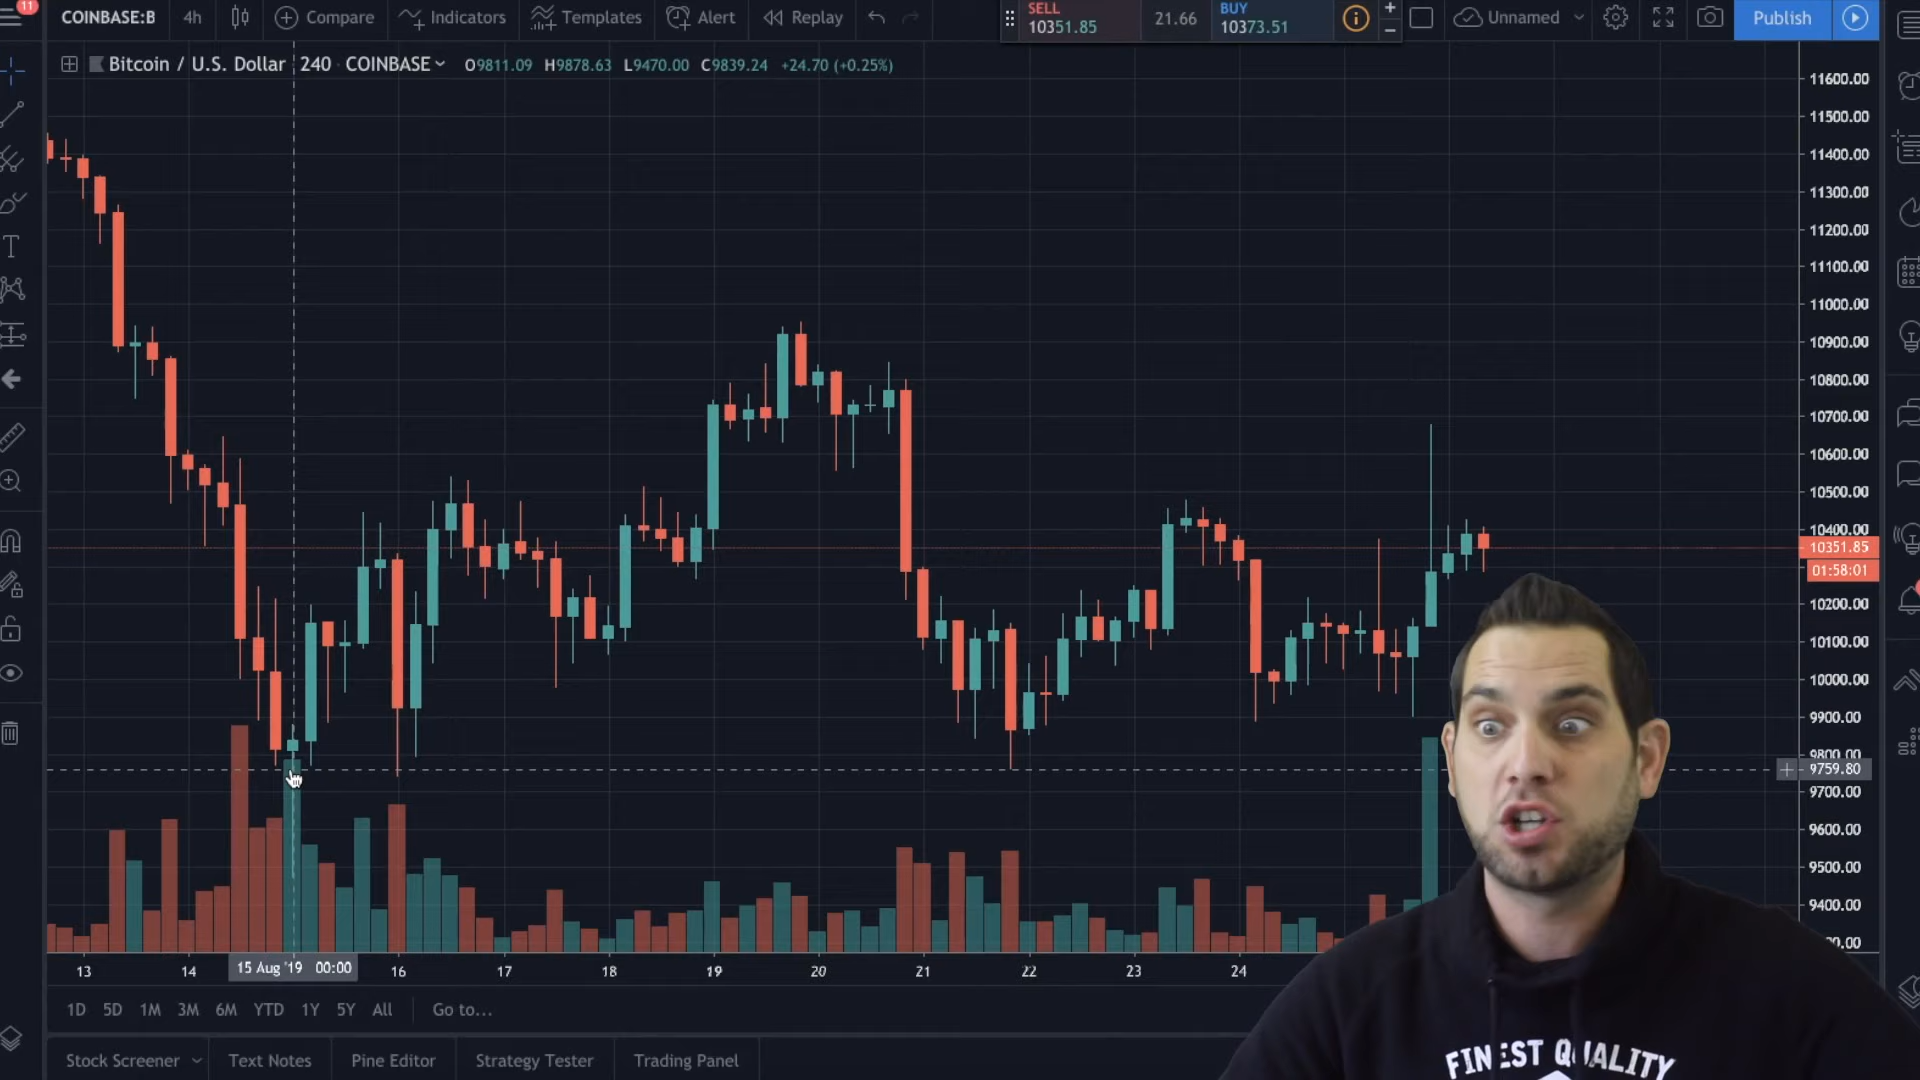 11
COINBASE:B 4h Compare Indicators Templates Alert Replay
SELL
10351.85
21.66
BUY
10373.51
Unnamed
Publish
Bitcoin / U.S. Dollar 240 COINBASE O9811.09 H9878.63 L9470.00 C9839.24 +24.70 (+0.25%)
11600.00
11500.00
11400.00
11300.00
11200.00
11100.00
11000.00
10900.00
10800.00
10700.00
10600.00
10500.00
10400.00
10351.85
01:58:01
10200.00
10100.00
10000.00
9900.00
9800.00
9759.80
9700.00
9600.00
9500.00
9400.00
13 14 15 Aug '19 00:00 16 17 18 19 20 21 22 23 24
1D 5D 1M 3M 6M YTD 1Y 5Y All Go to...
Stock Screener Text Notes Pine Editor Strategy Tester Trading Panel
FINEST QUALITY